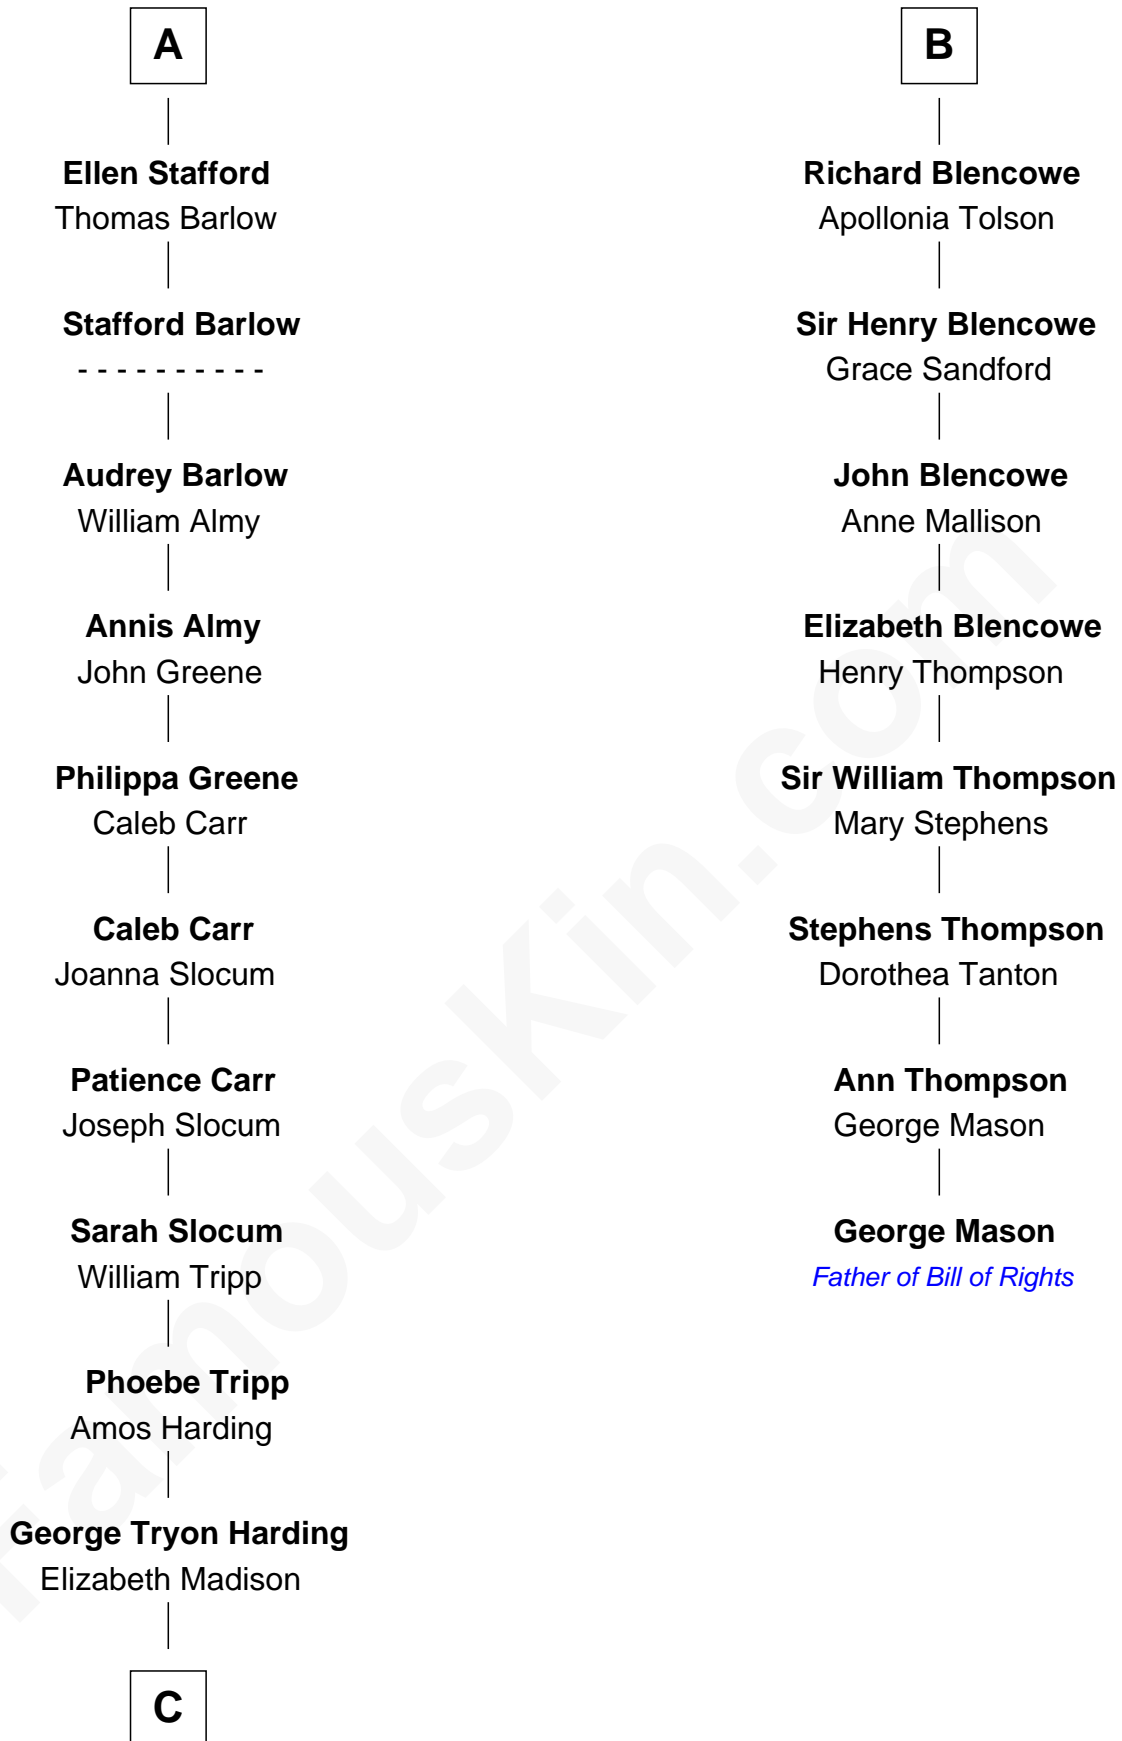 A
Ellen Stafford
Thomas Barlow
Stafford Barlow
- - - - - - - - - -
Audrey Barlow
William Almy
Annis Almy
John Greene
Philippa Greene
Caleb Carr
Caleb Carr
Joanna Slocum
Patience Carr
Joseph Slocum
Sarah Slocum
William Tripp
Phoebe Tripp
Amos Harding
George Tryon Harding
Elizabeth Madison
C
B
Richard Blencowe
Apollonia Tolson
Sir Henry Blencowe
Grace Sandford
John Blencowe
Anne Mallison
Elizabeth Blencowe
Henry Thompson
Sir William Thompson
Mary Stephens
Stephens Thompson
Dorothea Tanton
Ann Thompson
George Mason
George Mason
Father of Bill of Rights
FamousKin.com